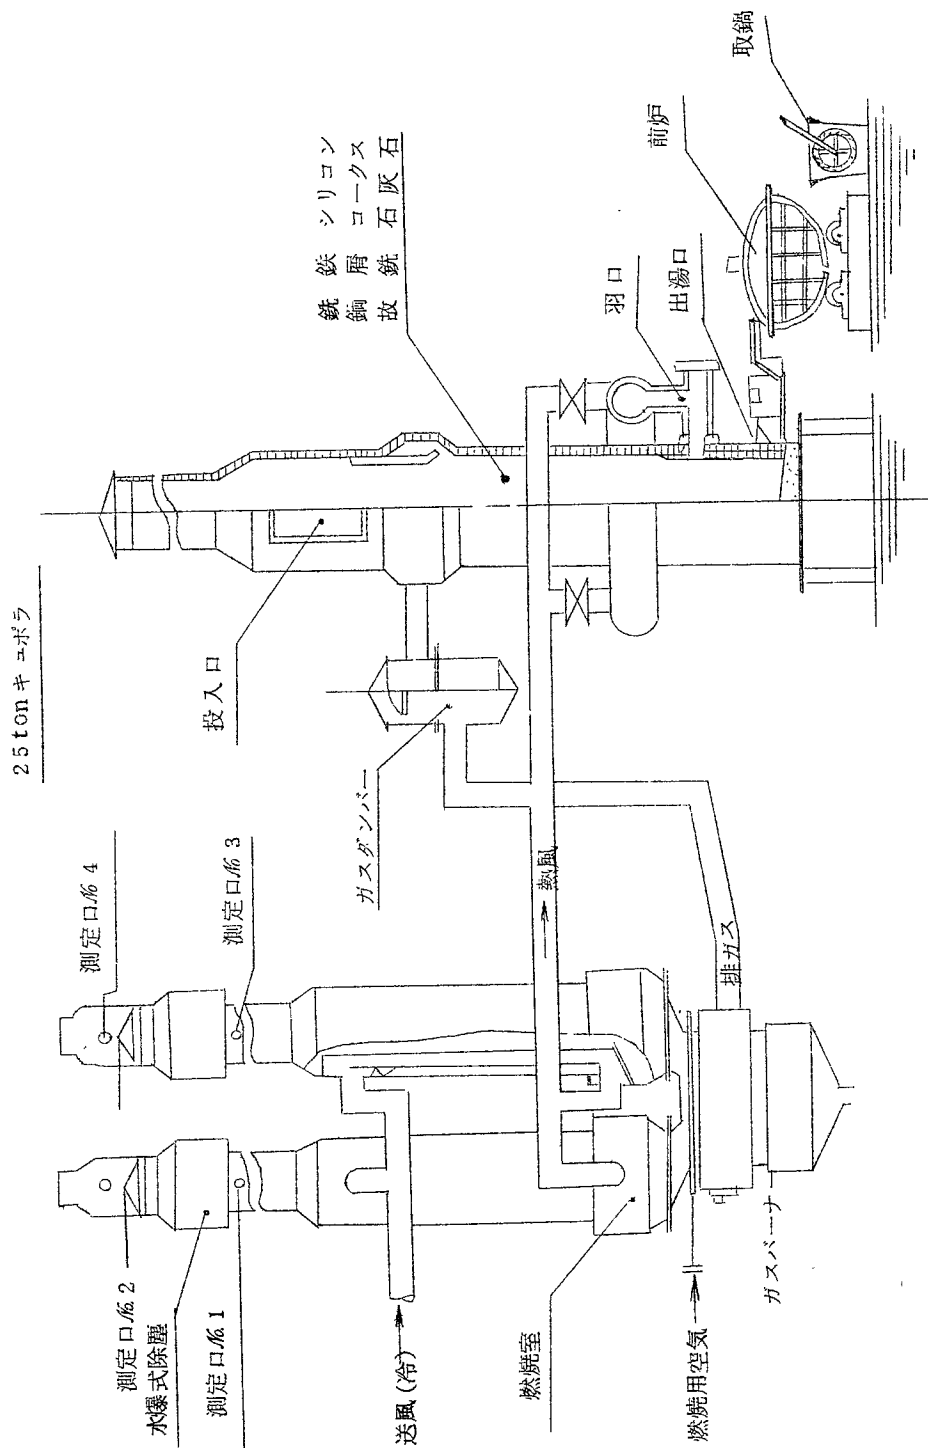 25tonキュポラ
測定口№4
測定口№3
測定口№2
水爆式除塵
測定口№1
送風(冷)
燃焼室
燃焼用空気
ガスバーナー
排ガス
熱風
ガスダンパー
投入口
銑鉄シリコン
鋼屑コークス
故銑石灰石
羽口
出湯口
前炉
取鍋